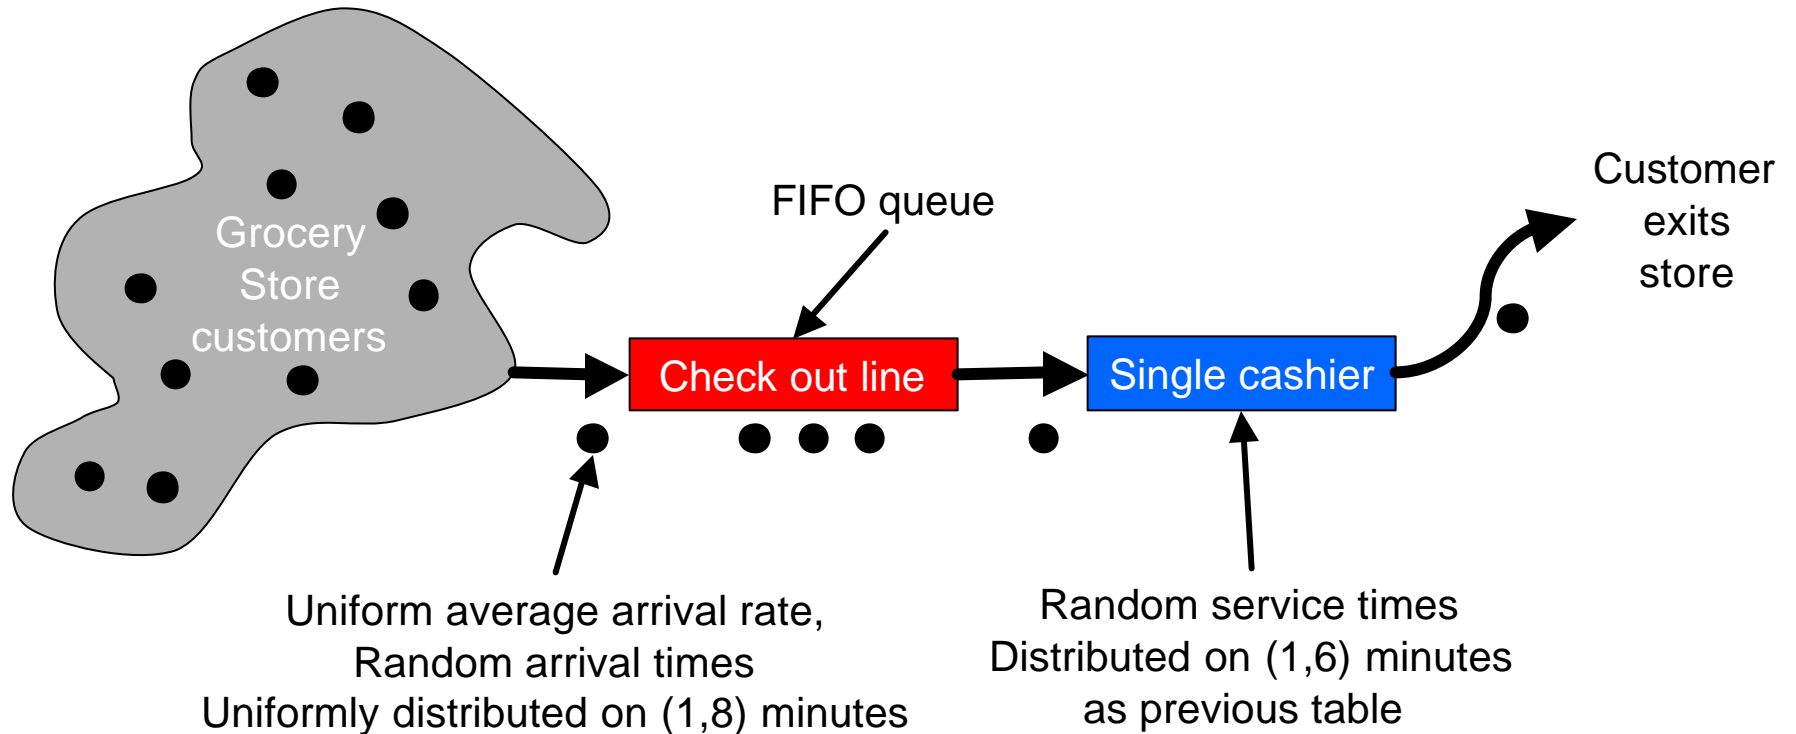 Grocery
Store
customers
FIFO queue
Customer
exits
store
Check out line
Single cashier
Uniform average arrival rate,
Random arrival times
Uniformly distributed on (1,8) minutes
Random service times
Distributed on (1,6) minutes
as previous table